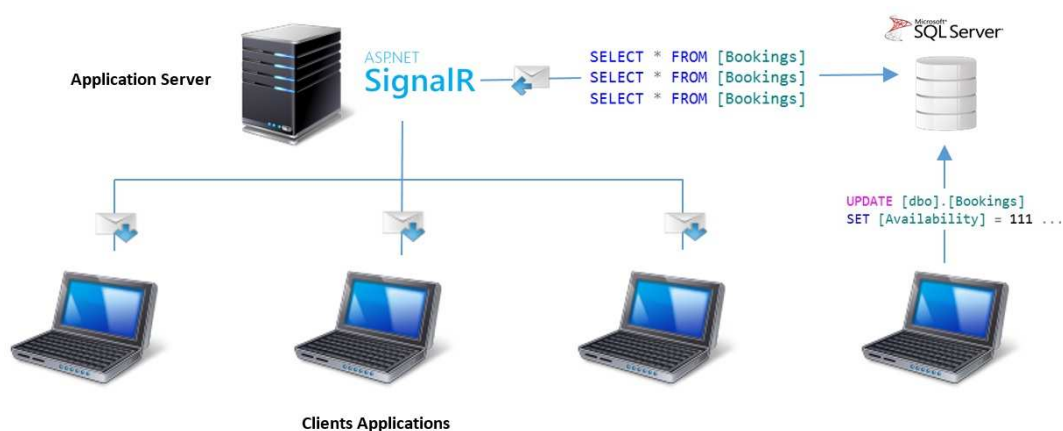 Application Server
ASP.NET
SignalR
SELECT * FROM [Bookings]
SELECT * FROM [Bookings]
SELECT * FROM [Bookings]
Microsoft
SQL Server
UPDATE [dbo].[Bookings]
SET [Availability] = 111 ...
Clients Applications